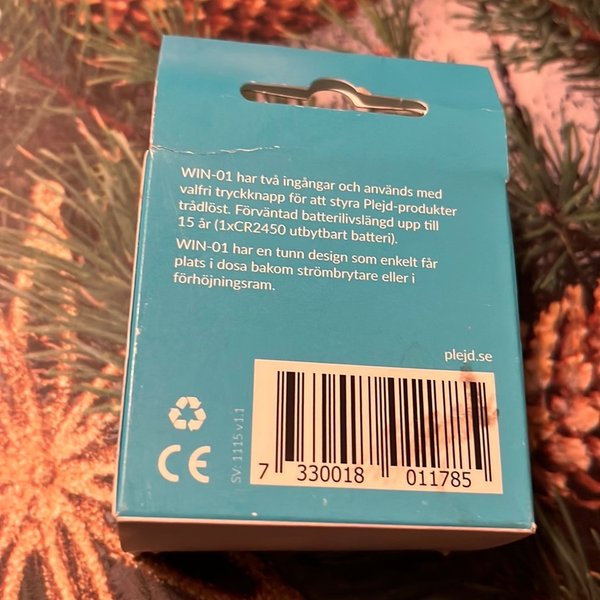 WIN-01 har två ingångar och används med
valfri tryckknapp för att styra Plejd-produkter
trådlöst. Förväntad batterilivslängd upp till
15 år (1xCR2450 utbytbart batteri).
WIN-01 har en tunn design som enkelt får
plats i dosa bakom strömbrytare eller i
förhöjningsram.
plejd.se
CE
SV: 1115 v1.1
7 330018 011785